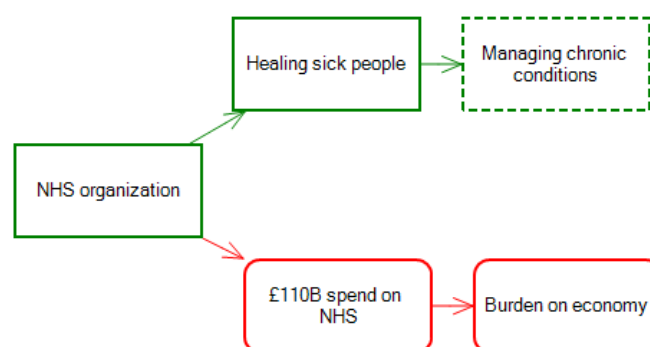 Healing sick people
Managing chronic
conditions
NHS organization
£110B spend on
NHS
Burden on economy